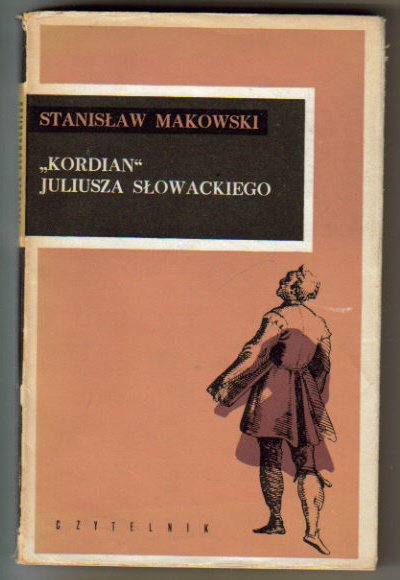 STANISŁAW MAKOWSKI
„KORDIAN“
JULIUSZA SŁOWACKIEGO
CZYTELNIK